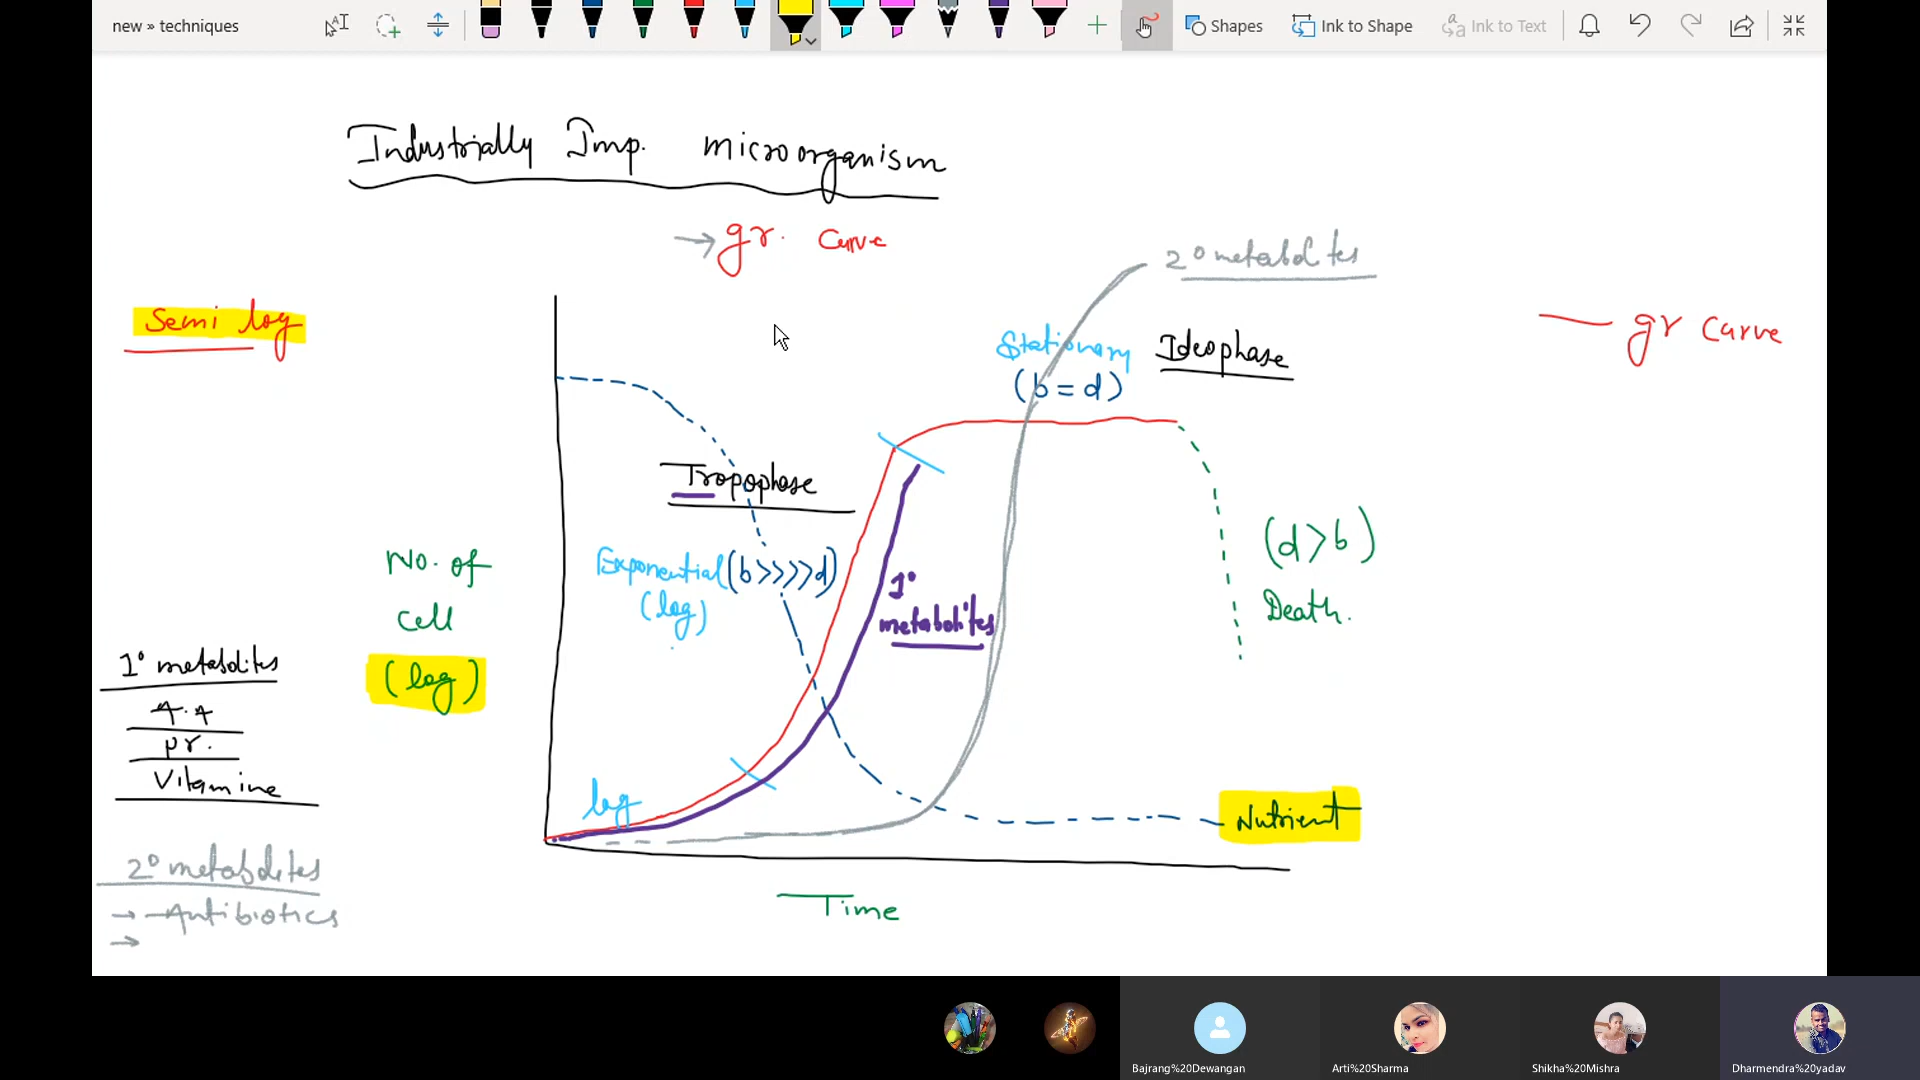 new » techniques
Shapes
Ink to Shape
Ink to Text
Industrially Imp. microorganism
→ gr. curve
2° metabolites
Semi log
gr curve
Stationary
(b = d)
Ideophase
Tropophase
No. of
cell
(log)
Exponential (b>>>>d)
(log)
1°
metabolites
(d>b)
Death.
1° metabolites
A.A
pr.
Vitamine
lag
Nutrient
2° metabolites
→ Antibiotics
→
Time
Bajrang%20Dewangan
Arti%20Sharma
Shikha%20Mishra
Dharmendra%20yadav